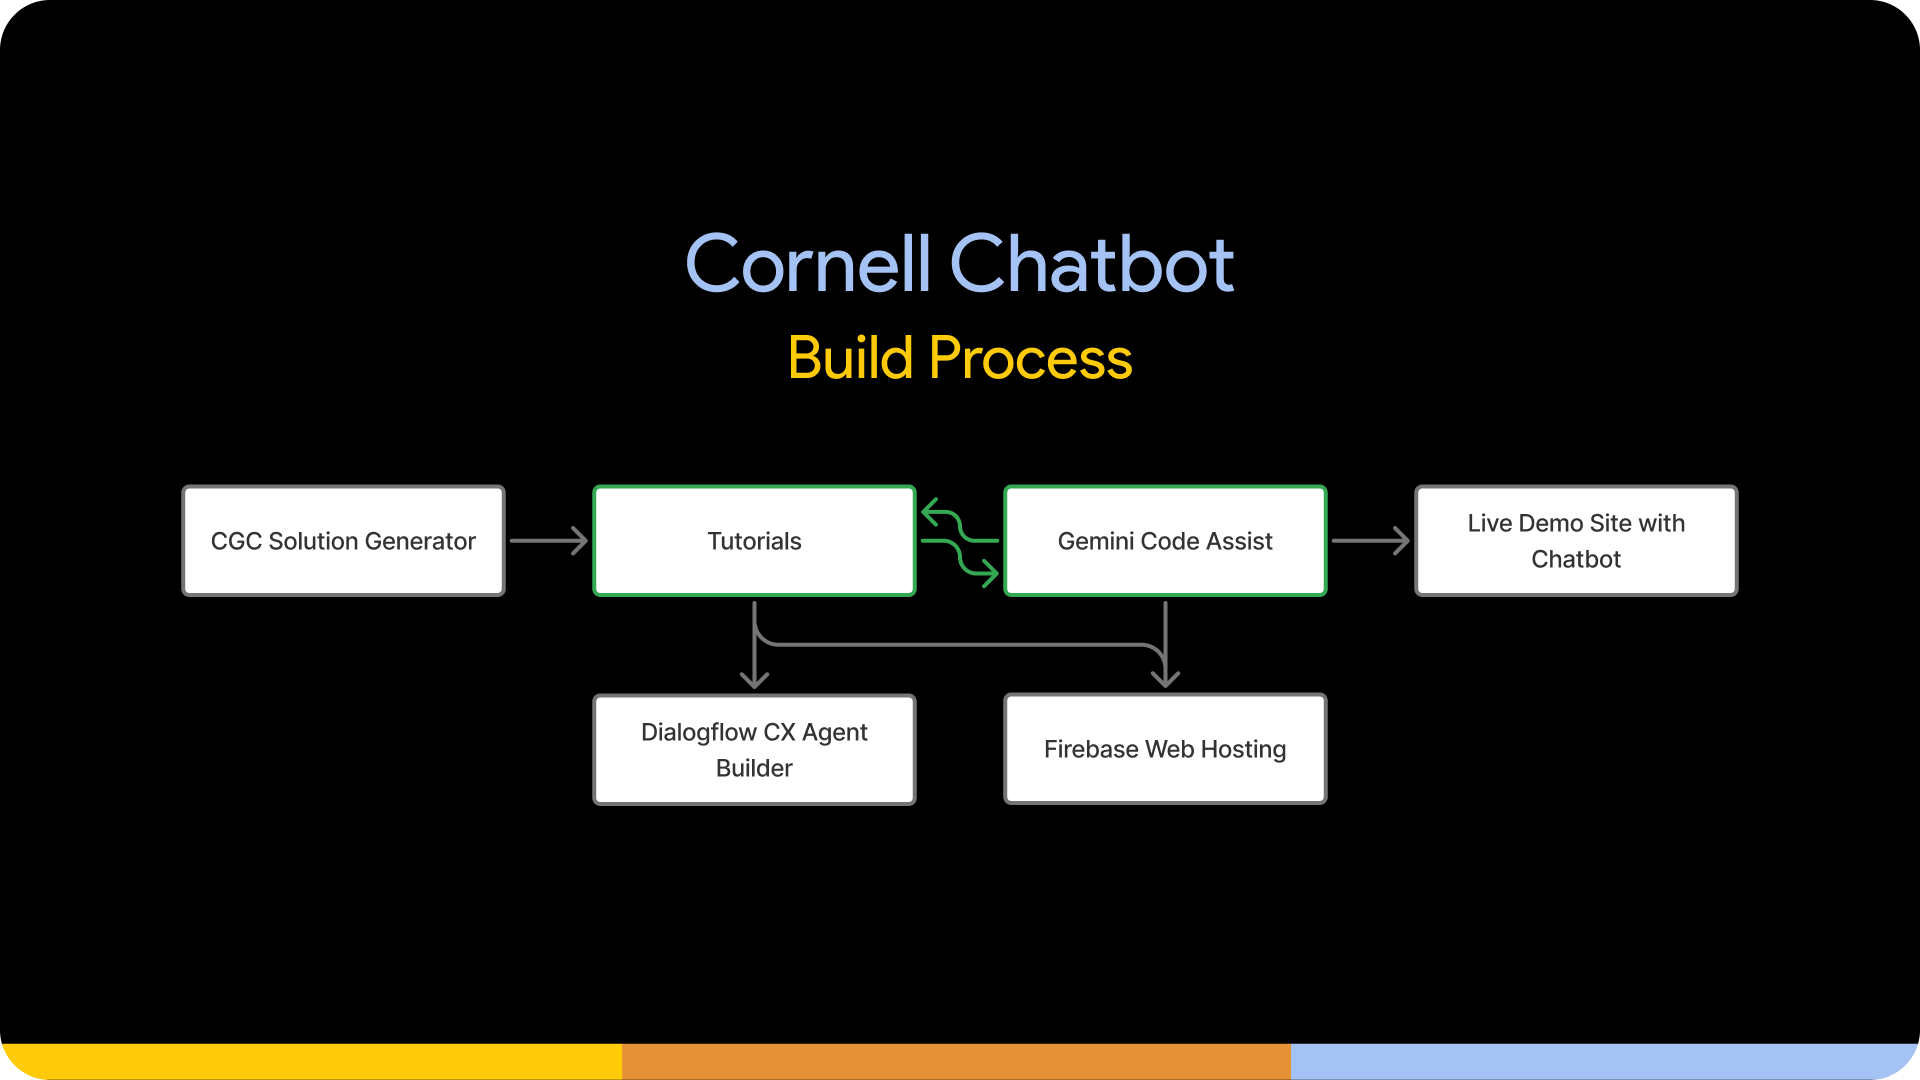 Cornell Chatbot
Build Process
CGC Solution Generator
Tutorials
Gemini Code Assist
Live Demo Site with
Chatbot
Dialogflow CX Agent
Builder
Firebase Web Hosting